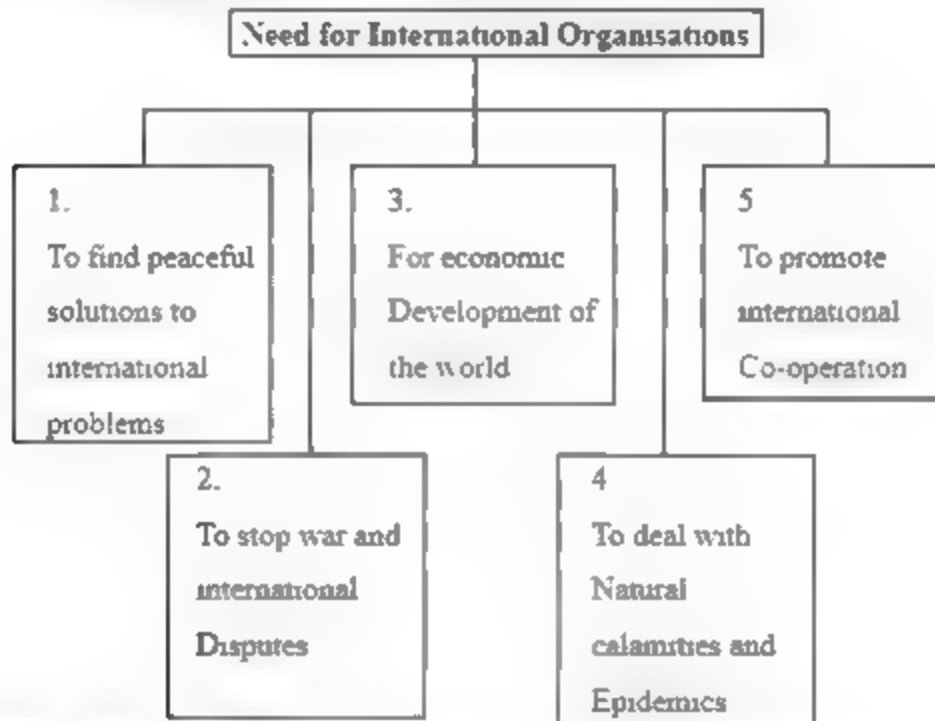 Need for International Organisations
1.
To find peaceful
solutions to
international
problems
2.
To stop war and
international
Disputes
3.
For economic
Development of
the world
4
To deal with
Natural
calamities and
Epidemics
5
To promote
international
Co-operation